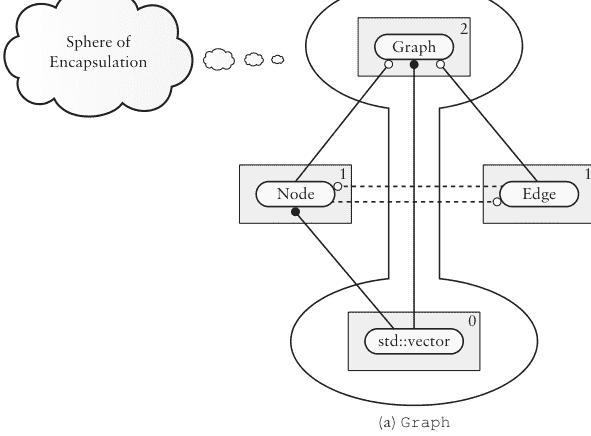 Sphere of
Encapsulation
2
Graph
1
Node
1
Edge
0
std::vector
(a) Graph